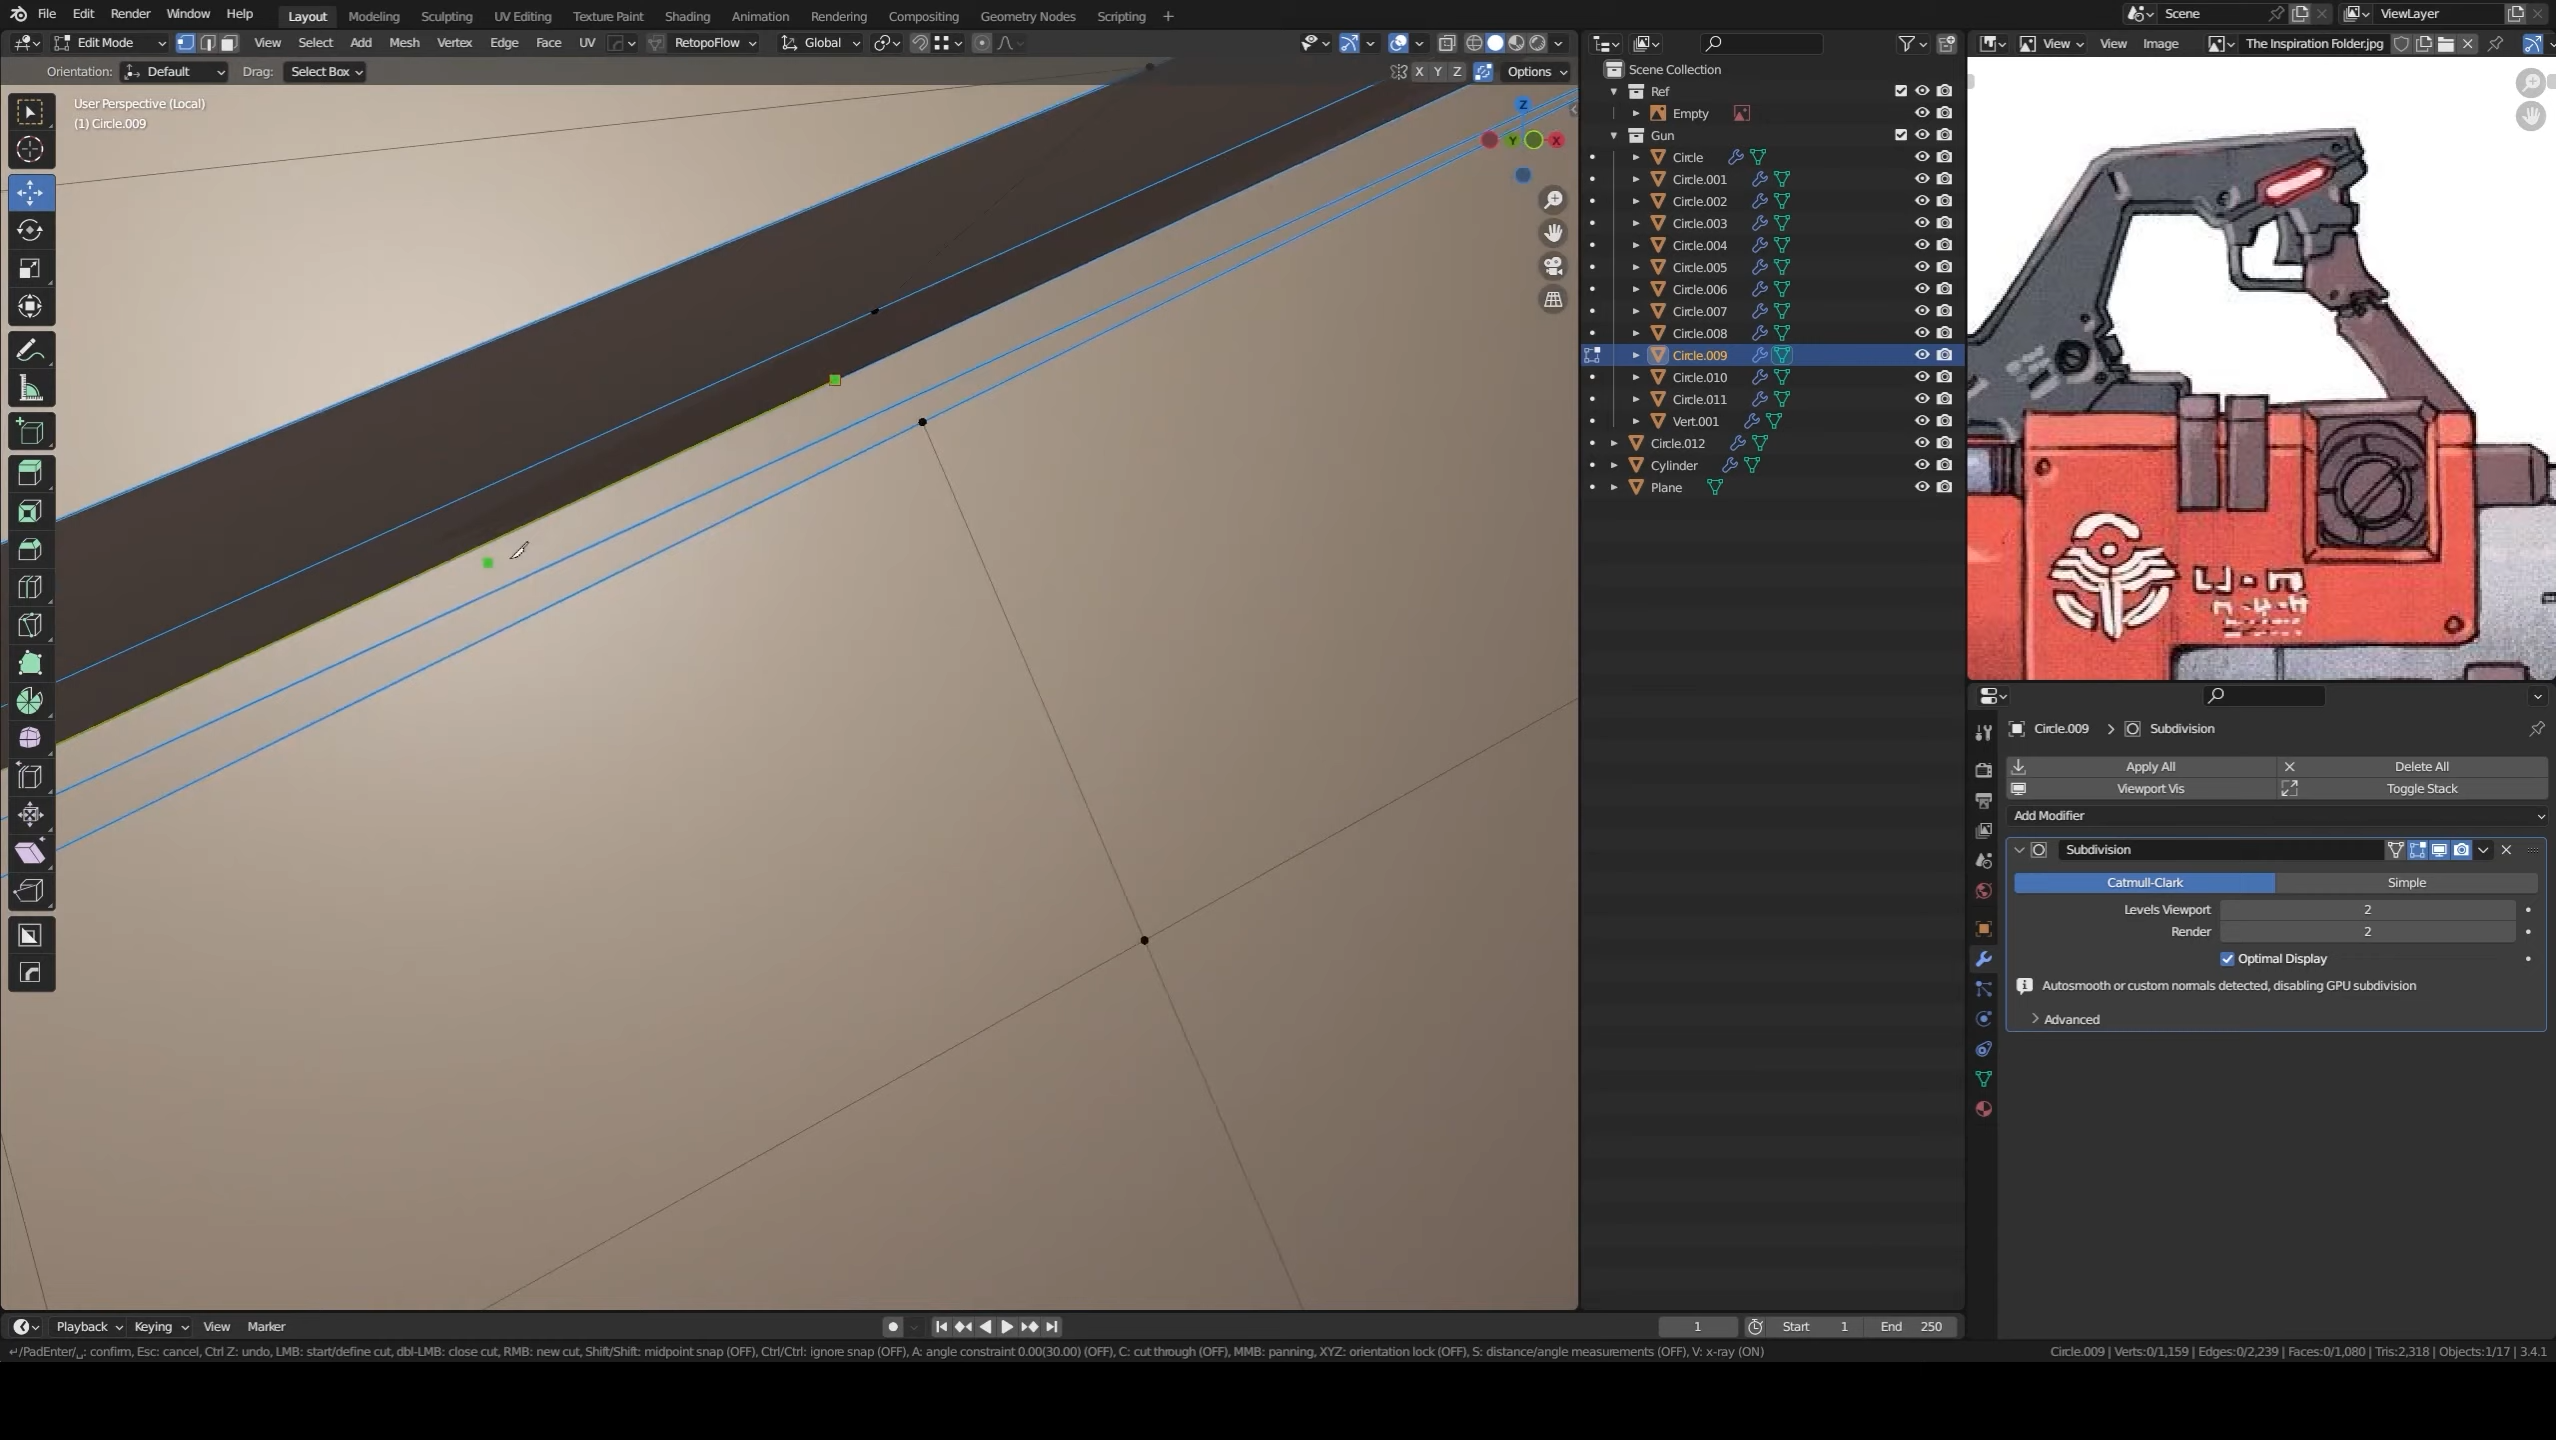 File Edit Render Window Help Layout Modeling Sculpting UV Editing Texture Paint Shading Animation Rendering Compositing Geometry Nodes Scripting + Scene ViewLayer
Edit Mode View Select Add Mesh Vertex Edge Face UV RetopoFlow Global View View Image The Inspiration Folder.jpg
Orientation: Default Drag: Select Box X Y Z Options
User Perspective (Local)
(1) Circle.009
Z
Y
X
Scene Collection
Ref
Empty
Gun
Circle
Circle.001
Circle.002
Circle.003
Circle.004
Circle.005
Circle.006
Circle.007
Circle.008
Circle.009
Circle.010
Circle.011
Vert.001
Circle.012
Cylinder
Plane
Circle.009 > Subdivision
Apply All Delete All
Viewport Vis Toggle Stack
Add Modifier
Subdivision
Catmull-Clark Simple
Levels Viewport 2
Render 2
Optimal Display
Autosmooth or custom normals detected, disabling GPU subdivision
Advanced
Playback Keying View Marker 1 Start 1 End 250
↵/PadEnter/␣: confirm, Esc: cancel, Ctrl Z: undo, LMB: start/define cut, dbl-LMB: close cut, RMB: new cut, Shift/Shift: midpoint snap (OFF), Ctrl/Ctrl: ignore snap (OFF), A: angle constraint 0.00(30.00) (OFF), C: cut through (OFF), MMB: panning, XYZ: orientation lock (OFF), S: distance/angle measurements (OFF), V: x-ray (ON)
Circle.009 | Verts:0/1,159 | Edges:0/2,239 | Faces:0/1,080 | Tris:2,318 | Objects:1/17 | 3.4.1